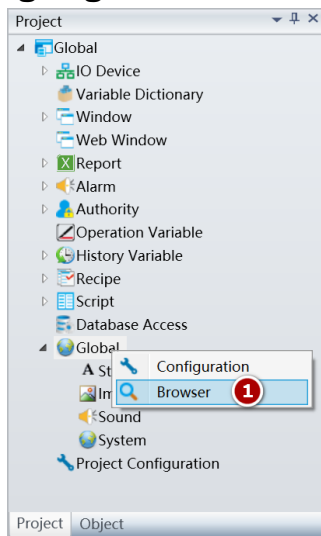 Project
Global
IO Device
Variable Dictionary
Window
Web Window
Report
Alarm
Authority
Operation Variable
History Variable
Recipe
Script
Database Access
Global
Configuration
Browser 1
Sound
System
Project Configuration
Project Object